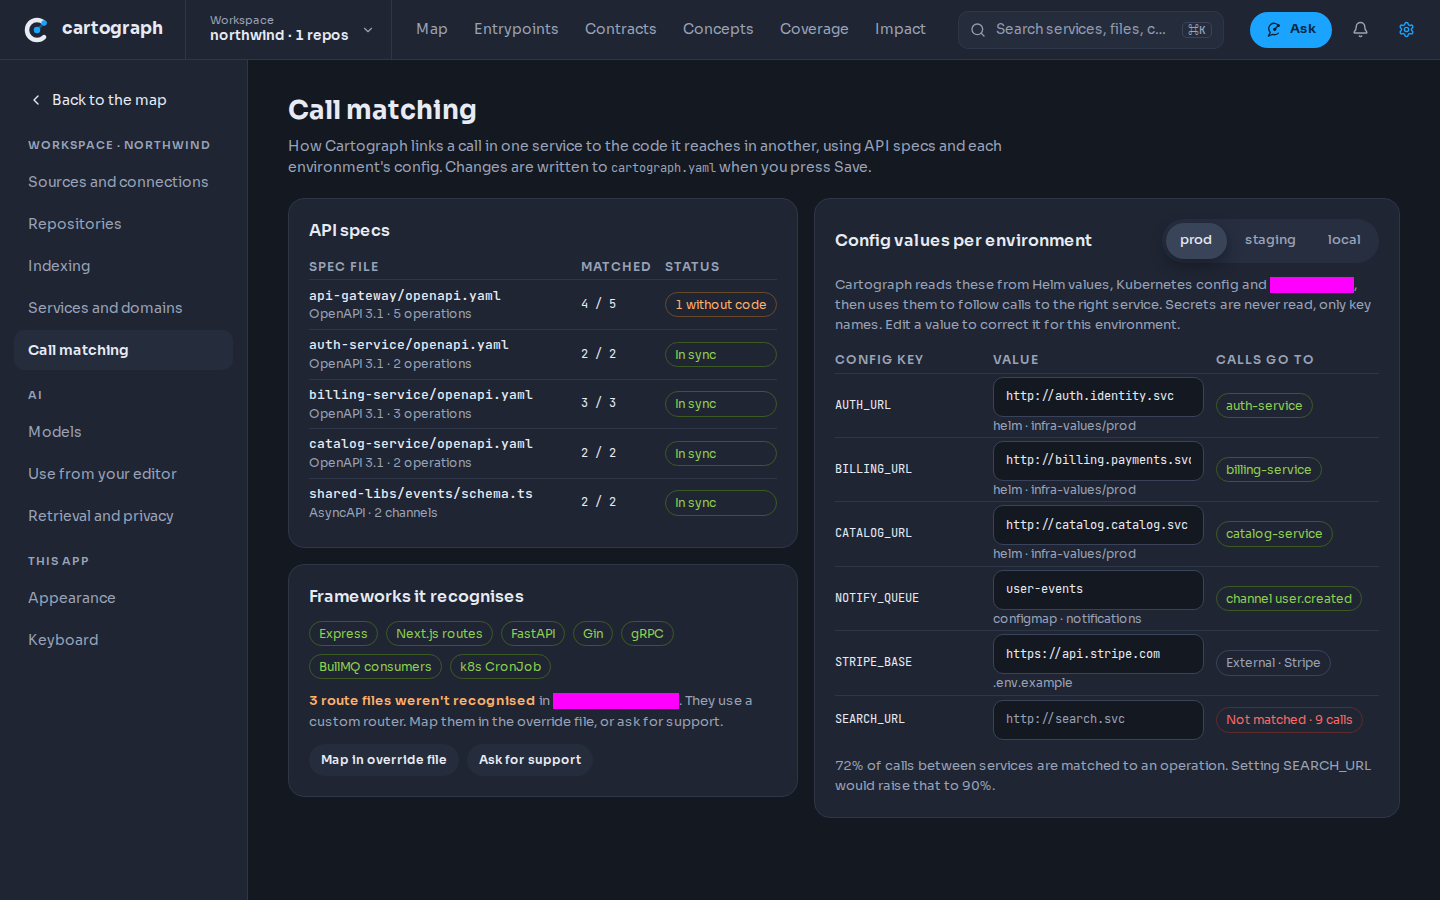 cartograph
Workspace
northwind · 1 repos
Map
Entrypoints
Contracts
Concepts
Coverage
Impact
Search services, files, c...
⌘K
Ask
Back to the map
WORKSPACE · NORTHWIND
Sources and connections
Repositories
Indexing
Services and domains
Call matching
AI
Models
Use from your editor
Retrieval and privacy
THIS APP
Appearance
Keyboard
Call matching
How Cartograph links a call in one service to the code it reaches in another, using API specs and each
environment's config. Changes are written to cartograph.yaml when you press Save.
API specs
SPEC FILE MATCHED STATUS
api-gateway/openapi.yaml
OpenAPI 3.1 · 5 operations
4 / 5
1 without code
auth-service/openapi.yaml
OpenAPI 3.1 · 2 operations
2 / 2
In sync
billing-service/openapi.yaml
OpenAPI 3.1 · 3 operations
3 / 3
In sync
catalog-service/openapi.yaml
OpenAPI 3.1 · 2 operations
2 / 2
In sync
shared-libs/events/schema.ts
AsyncAPI · 2 channels
2 / 2
In sync
Frameworks it recognises
Express Next.js routes FastAPI Gin gRPC
BullMQ consumers k8s CronJob
3 route files weren't recognised in . They use a
custom router. Map them in the override file, or ask for support.
Map in override file
Ask for support
Config values per environment
prod staging local
Cartograph reads these from Helm values, Kubernetes config and ,
then uses them to follow calls to the right service. Secrets are never read, only key
names. Edit a value to correct it for this environment.
CONFIG KEY VALUE CALLS GO TO
AUTH_URL
http://auth.identity.svc
helm · infra-values/prod
auth-service
BILLING_URL
http://billing.payments.svc
helm · infra-values/prod
billing-service
CATALOG_URL
http://catalog.catalog.svc
helm · infra-values/prod
catalog-service
NOTIFY_QUEUE
user-events
configmap · notifications
channel user.created
STRIPE_BASE
https://api.stripe.com
.env.example
External · Stripe
SEARCH_URL
http://search.svc
Not matched · 9 calls
72% of calls between services are matched to an operation. Setting SEARCH_URL
would raise that to 90%.